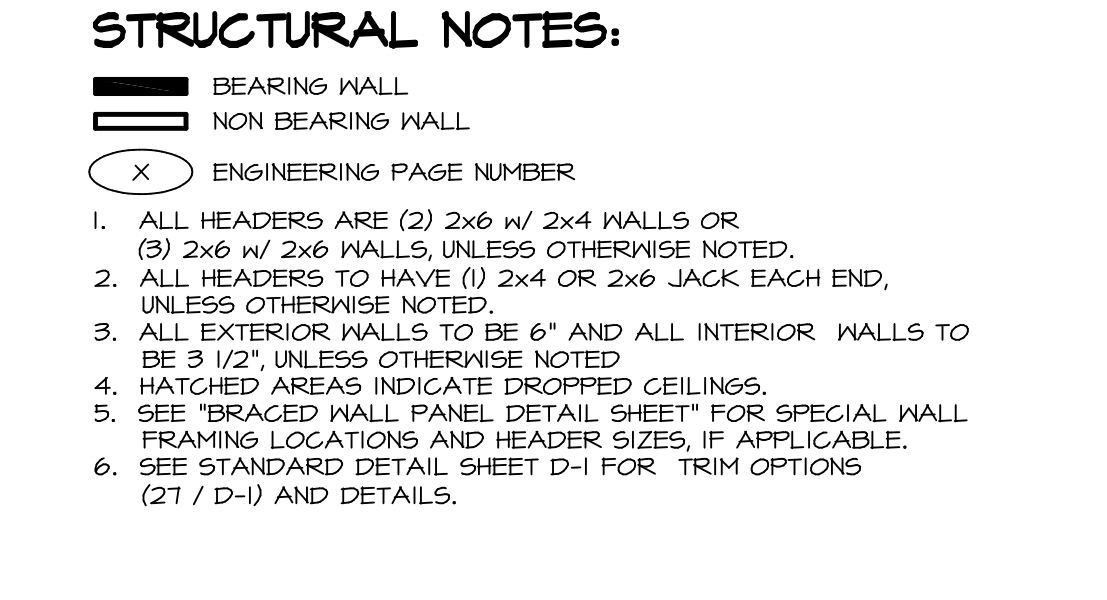 STRUCTURAL NOTES:
BEARING WALL
NON BEARING WALL
X ENGINEERING PAGE NUMBER
1. ALL HEADERS ARE (2) 2x6 w/ 2x4 WALLS OR
(3) 2x6 w/ 2x6 WALLS, UNLESS OTHERWISE NOTED.
2. ALL HEADERS TO HAVE (1) 2x4 OR 2x6 JACK EACH END,
UNLESS OTHERWISE NOTED.
3. ALL EXTERIOR WALLS TO BE 6" AND ALL INTERIOR WALLS TO
BE 3 1/2", UNLESS OTHERWISE NOTED
4. HATCHED AREAS INDICATE DROPPED CEILINGS.
5. SEE "BRACED WALL PANEL DETAIL SHEET" FOR SPECIAL WALL
FRAMING LOCATIONS AND HEADER SIZES, IF APPLICABLE.
6. SEE STANDARD DETAIL SHEET D-1 FOR TRIM OPTIONS
(27 / D-1) AND DETAILS.